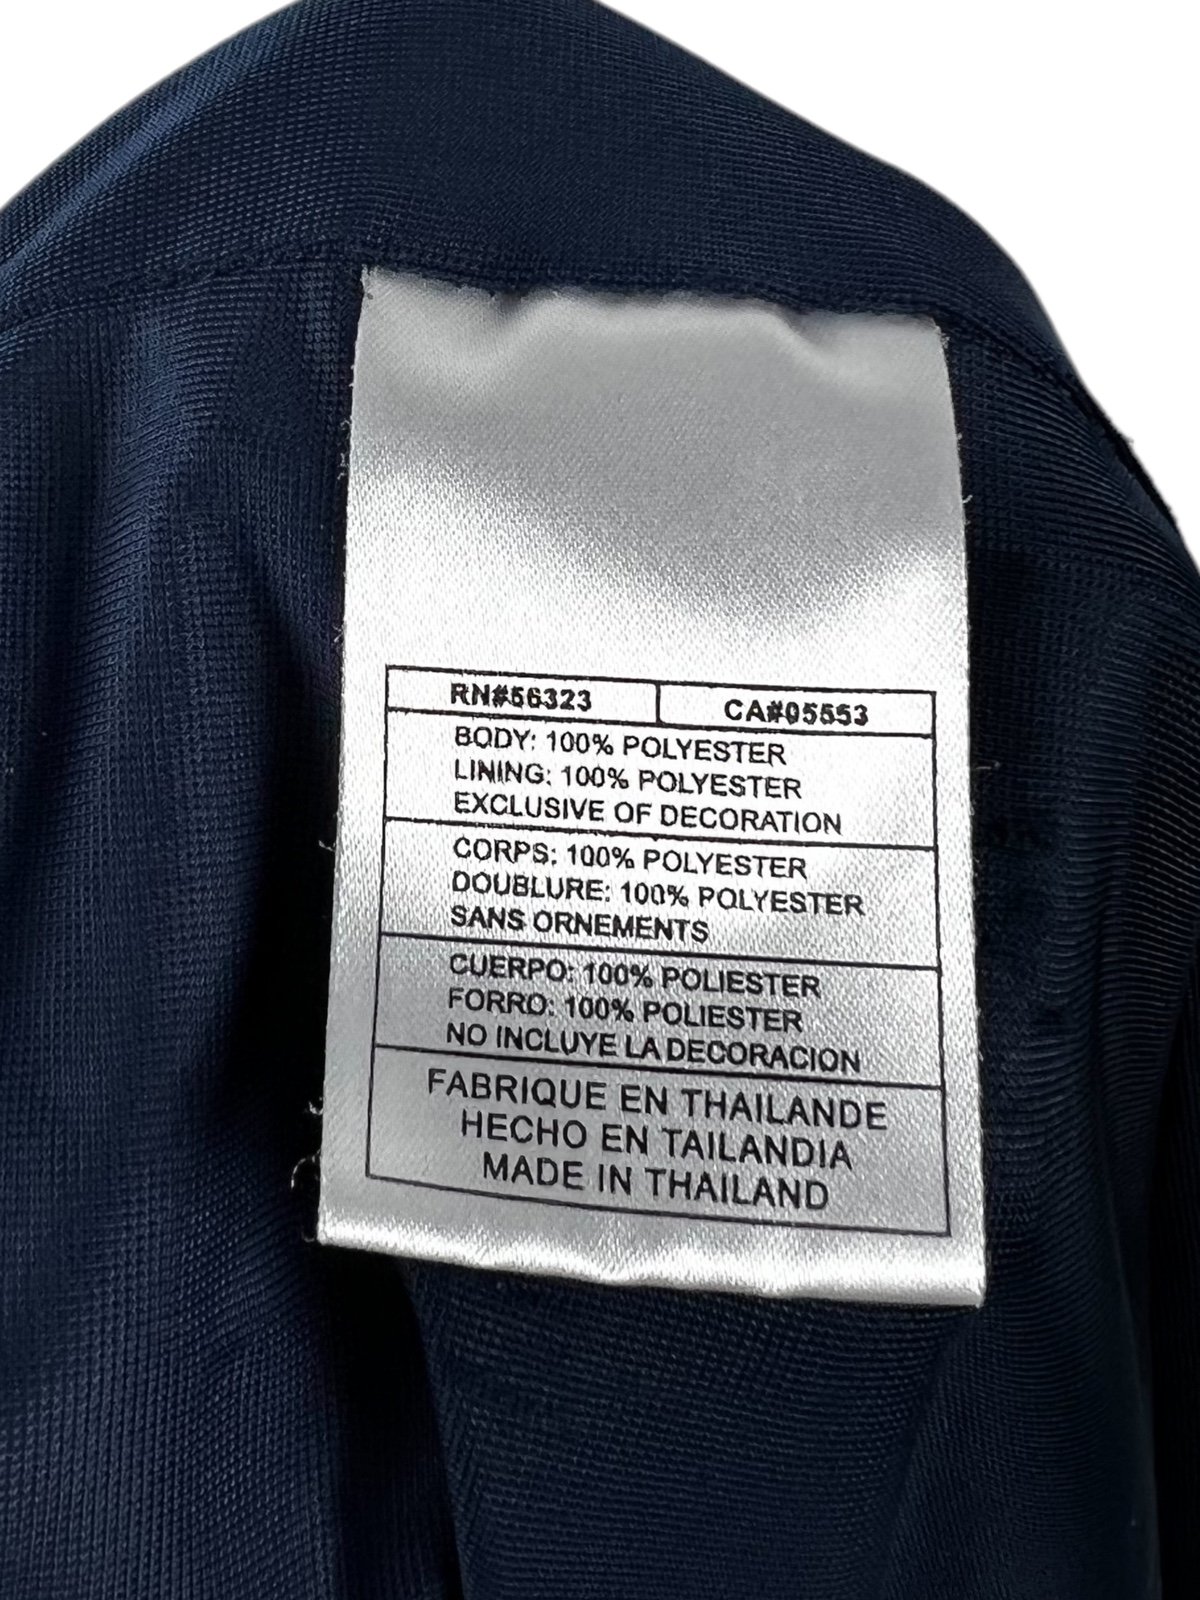 RN#56323 CA#05553
BODY: 100% POLYESTER
LINING: 100% POLYESTER
EXCLUSIVE OF DECORATION
CORPS: 100% POLYESTER
DOUBLURE: 100% POLYESTER
SANS ORNEMENTS
CUERPO: 100% POLIESTER
FORRO: 100% POLIESTER
NO INCLUYE LA DECORACION
FABRIQUE EN THAILANDE
HECHO EN TAILANDIA
MADE IN THAILAND